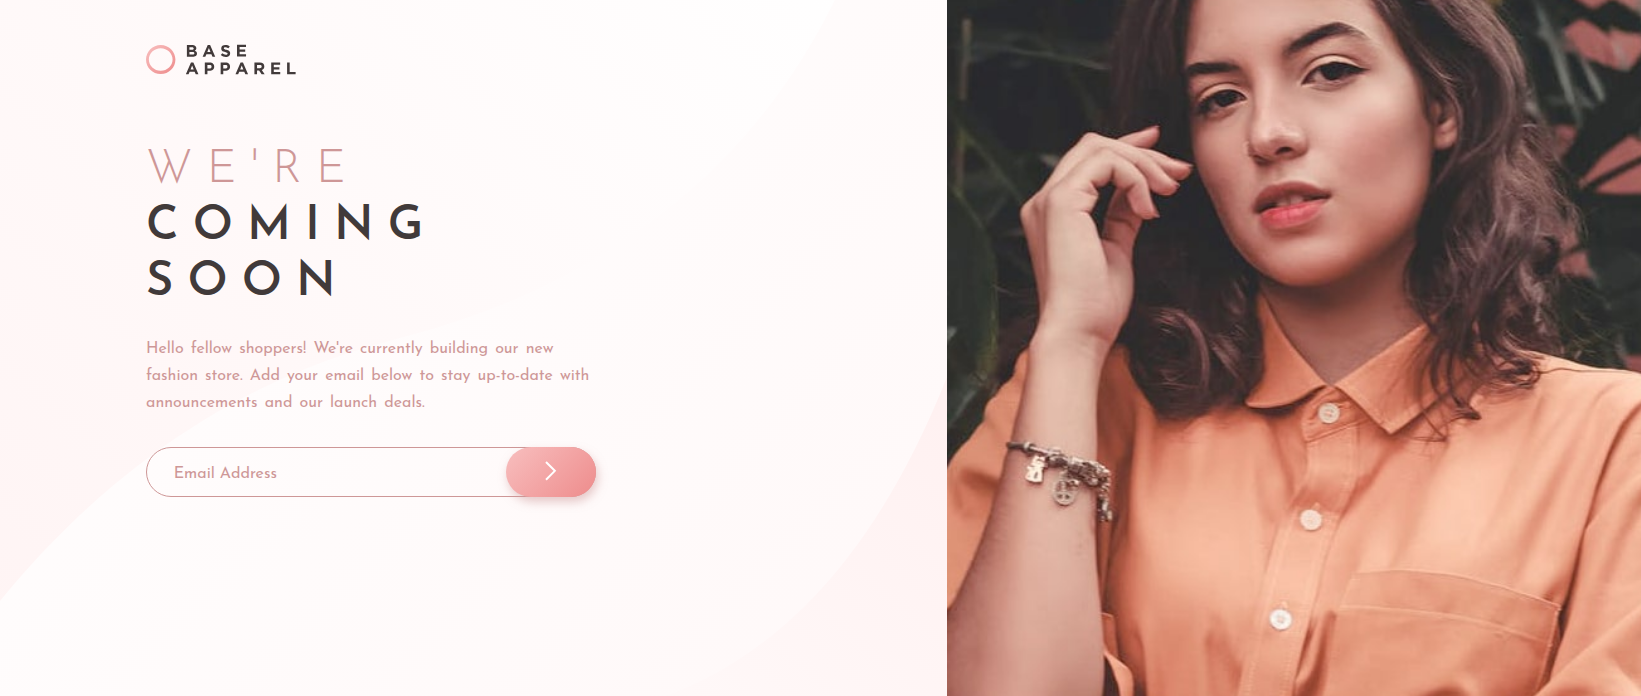 BASE
APPAREL
WE'RE
COMING
SOON
Hello fellow shoppers! We're currently building our new
fashion store. Add your email below to stay up-to-date with
announcements and our launch deals.
Email Address